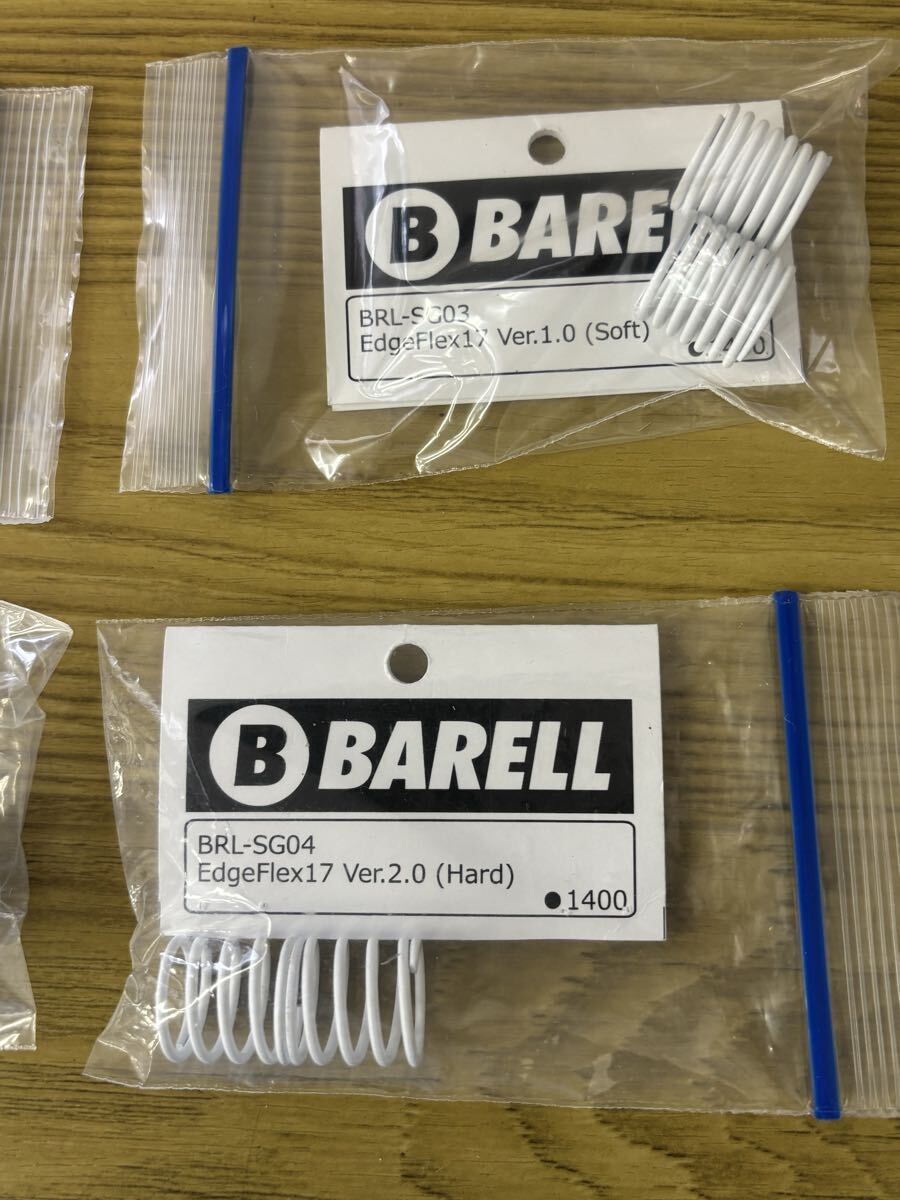 B BARE
BRL-SG03
EdgeFlex17 Ver.1.0 (Soft)
B BARELL
BRL-SG04
EdgeFlex17 Ver.2.0 (Hard)
●1400